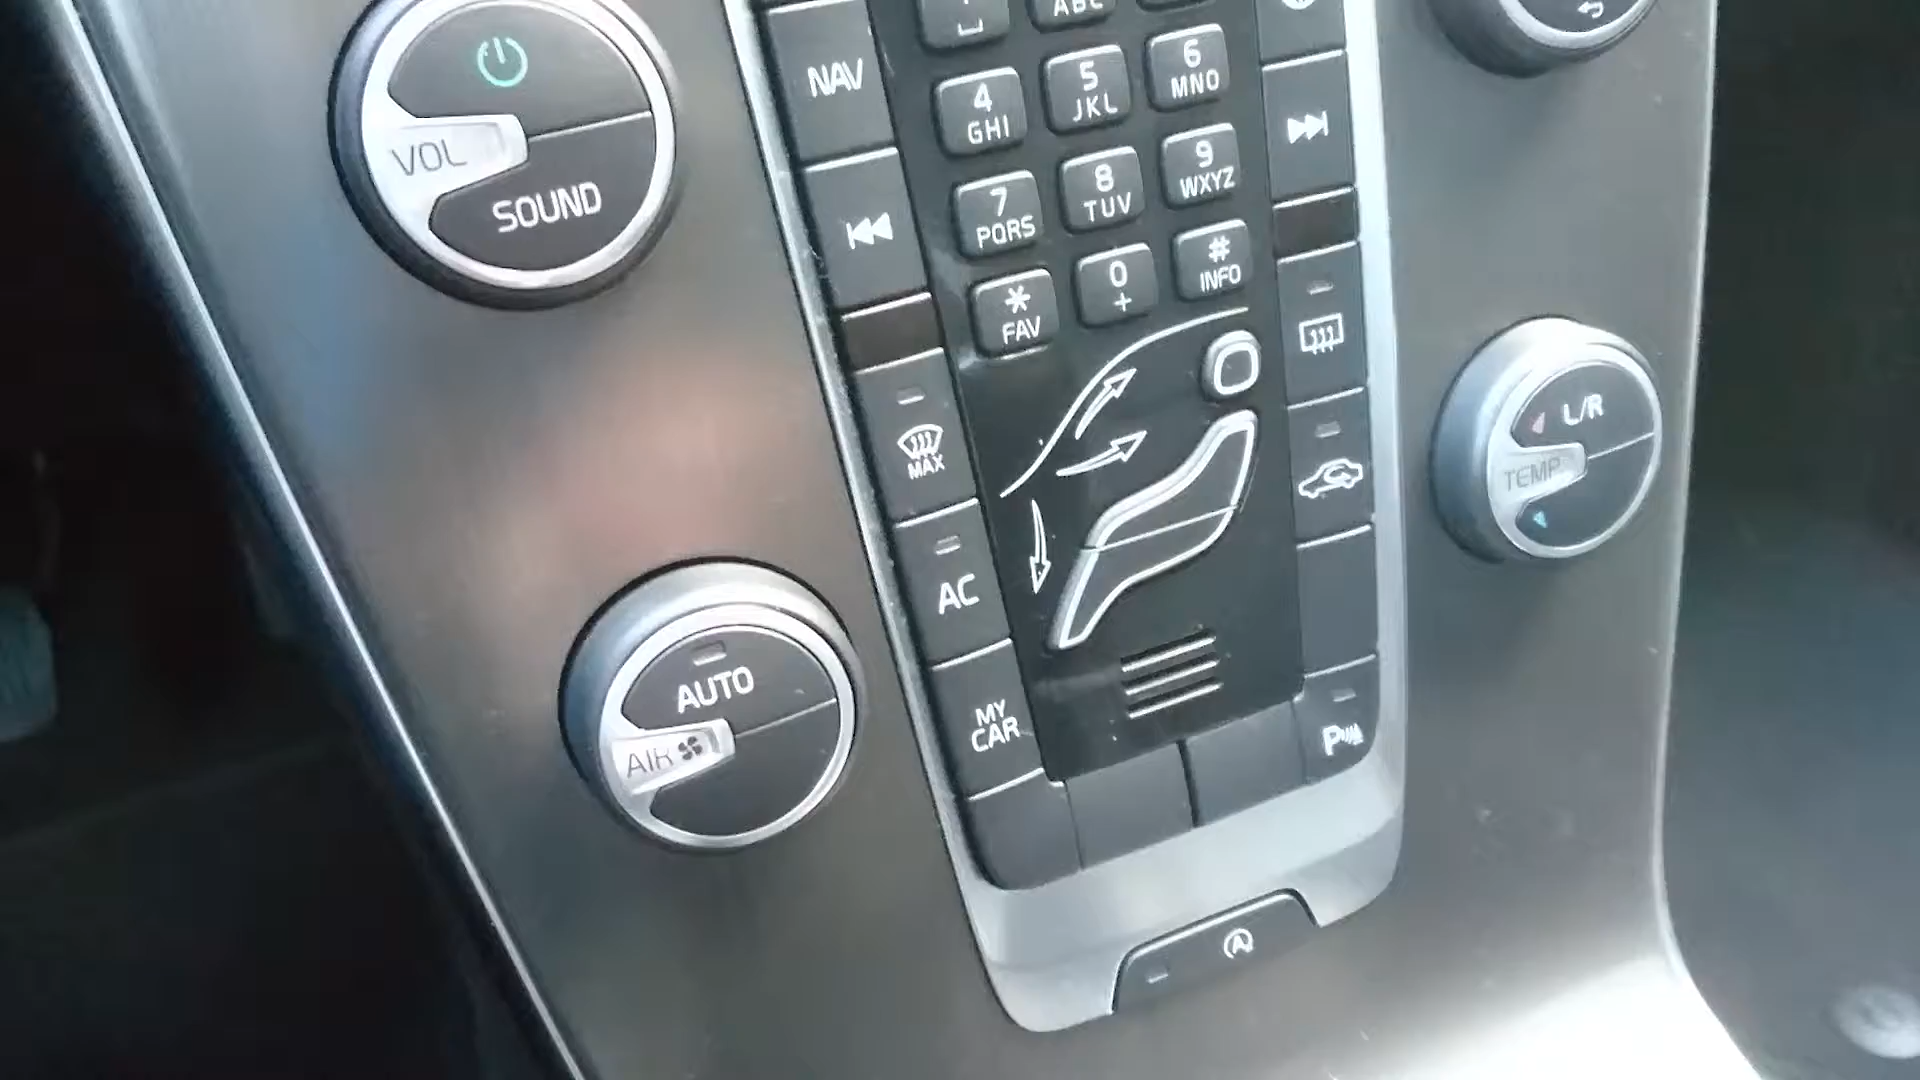 ABC
NAV
4
GHI
5
JKL
6
MNO
VOL
SOUND
7
PQRS
8
TUV
9
WXYZ
*
FAV
0
+
#
INFO
MAX
L/R
TEMP
AC
AUTO
AIR
MY
CAR
P
A